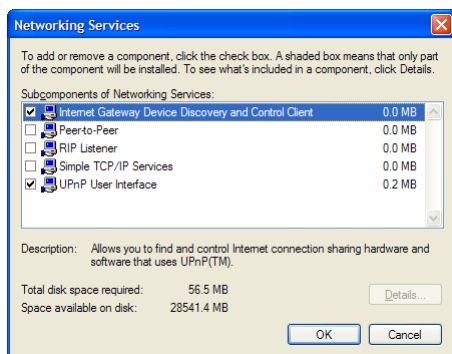 Networking Services
To add or remove a component, click the check box. A shaded box means that only part
of the component will be installed. To see what's included in a component, click Details.
Subcomponents of Networking Services:
Internet Gateway Device Discovery and Control Client 0.0 MB
Peer-to-Peer 0.0 MB
RIP Listener 0.0 MB
Simple TCP/IP Services 0.0 MB
UPnP User Interface 0.2 MB
Description: Allows you to find and control Internet connection sharing hardware and
software that uses UPnP(TM).
Total disk space required: 56.5 MB
Details...
Space available on disk: 28541.4 MB
OK Cancel